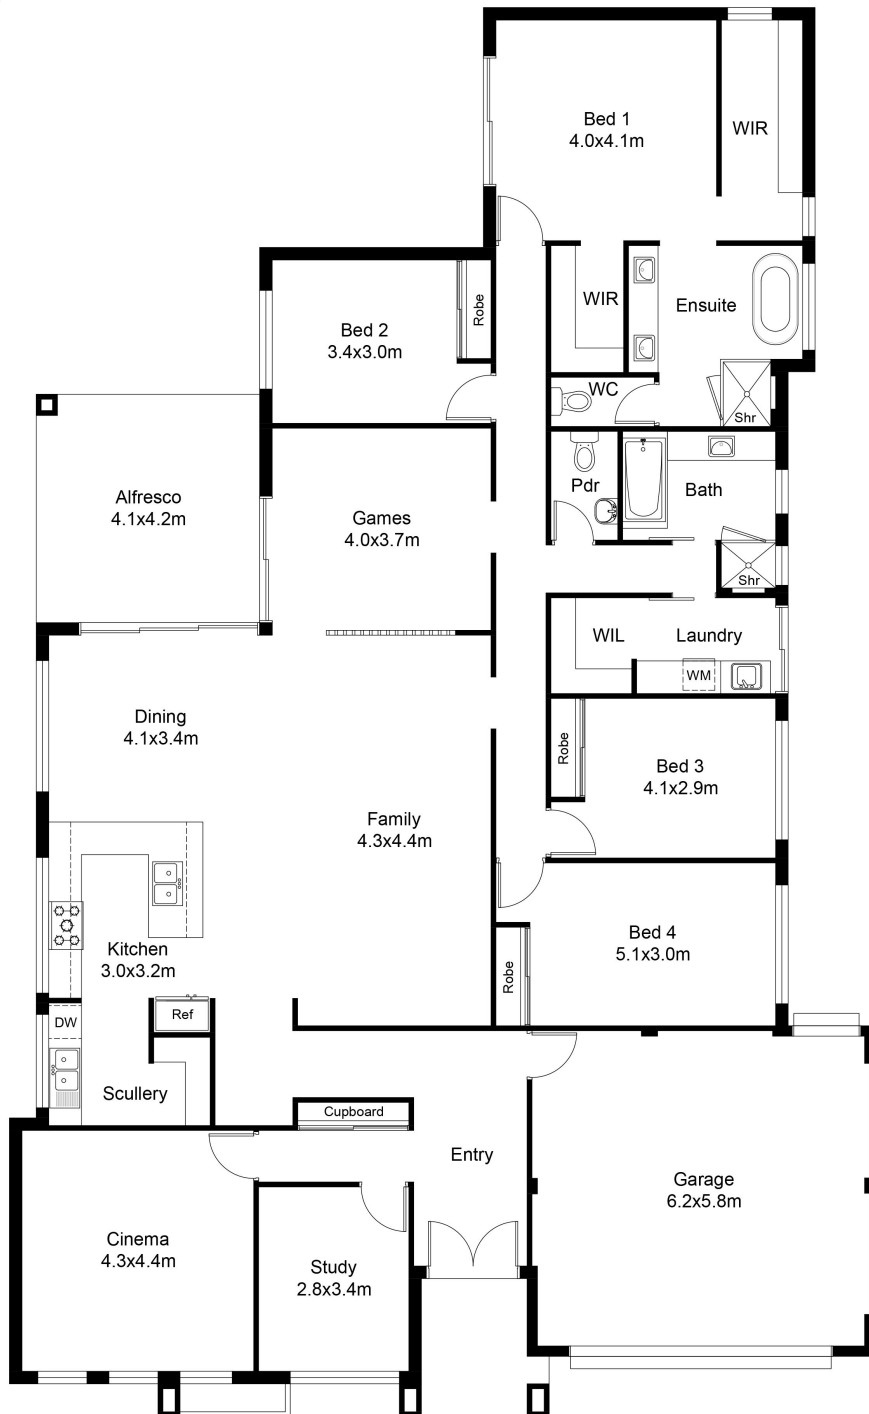 Bed 1
4.0x4.1m
WIR
WIR
Ensuite
Robe
Bed 2
3.4x3.0m
WC
Shr
Alfresco
4.1x4.2m
Games
4.0x3.7m
Pdr
Bath
Shr
WIL
Laundry
WM
Dining
4.1x3.4m
Robe
Bed 3
4.1x2.9m
Family
4.3x4.4m
Kitchen
3.0x3.2m
Bed 4
5.1x3.0m
Robe
DW
Ref
Scullery
Cupboard
Entry
Garage
6.2x5.8m
Cinema
4.3x4.4m
Study
2.8x3.4m